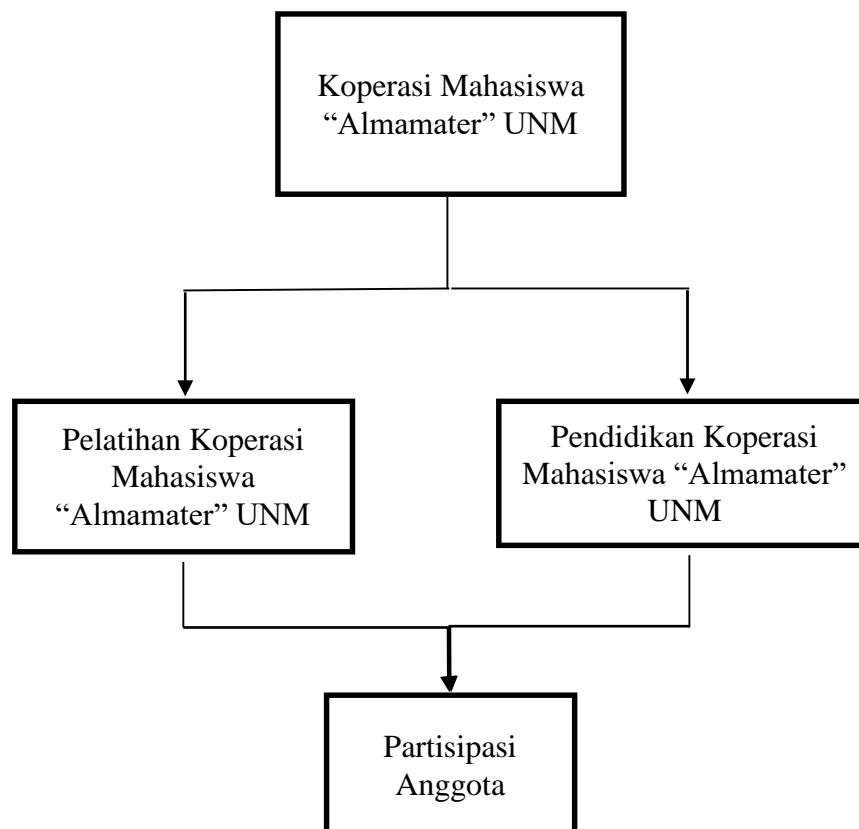 Koperasi Mahasiswa
“Almamater” UNM
Pelatihan Koperasi
Mahasiswa
“Almamater” UNM
Pendidikan Koperasi
Mahasiswa “Almamater”
UNM
Partisipasi
Anggota